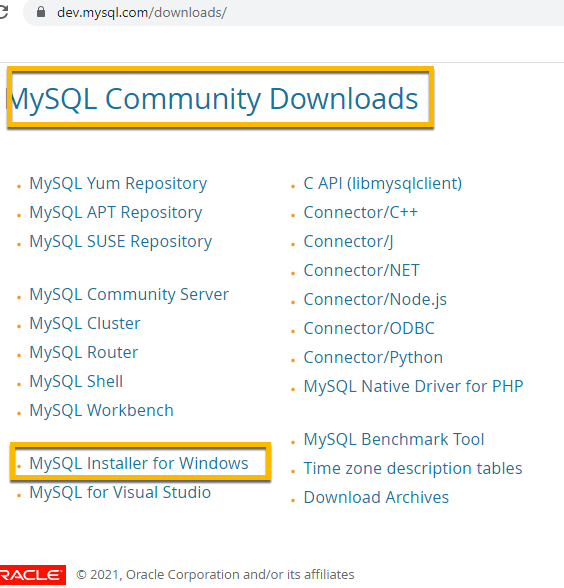 dev.mysql.com/downloads/
MySQL Community Downloads
MySQL Yum Repository
MySQL APT Repository
MySQL SUSE Repository
MySQL Community Server
MySQL Cluster
MySQL Router
MySQL Shell
MySQL Workbench
MySQL Installer for Windows
MySQL for Visual Studio
C API (libmysqlclient)
Connector/C++
Connector/J
Connector/NET
Connector/Node.js
Connector/ODBC
Connector/Python
MySQL Native Driver for PHP
MySQL Benchmark Tool
Time zone description tables
Download Archives
ORACLE © 2021, Oracle Corporation and/or its affiliates